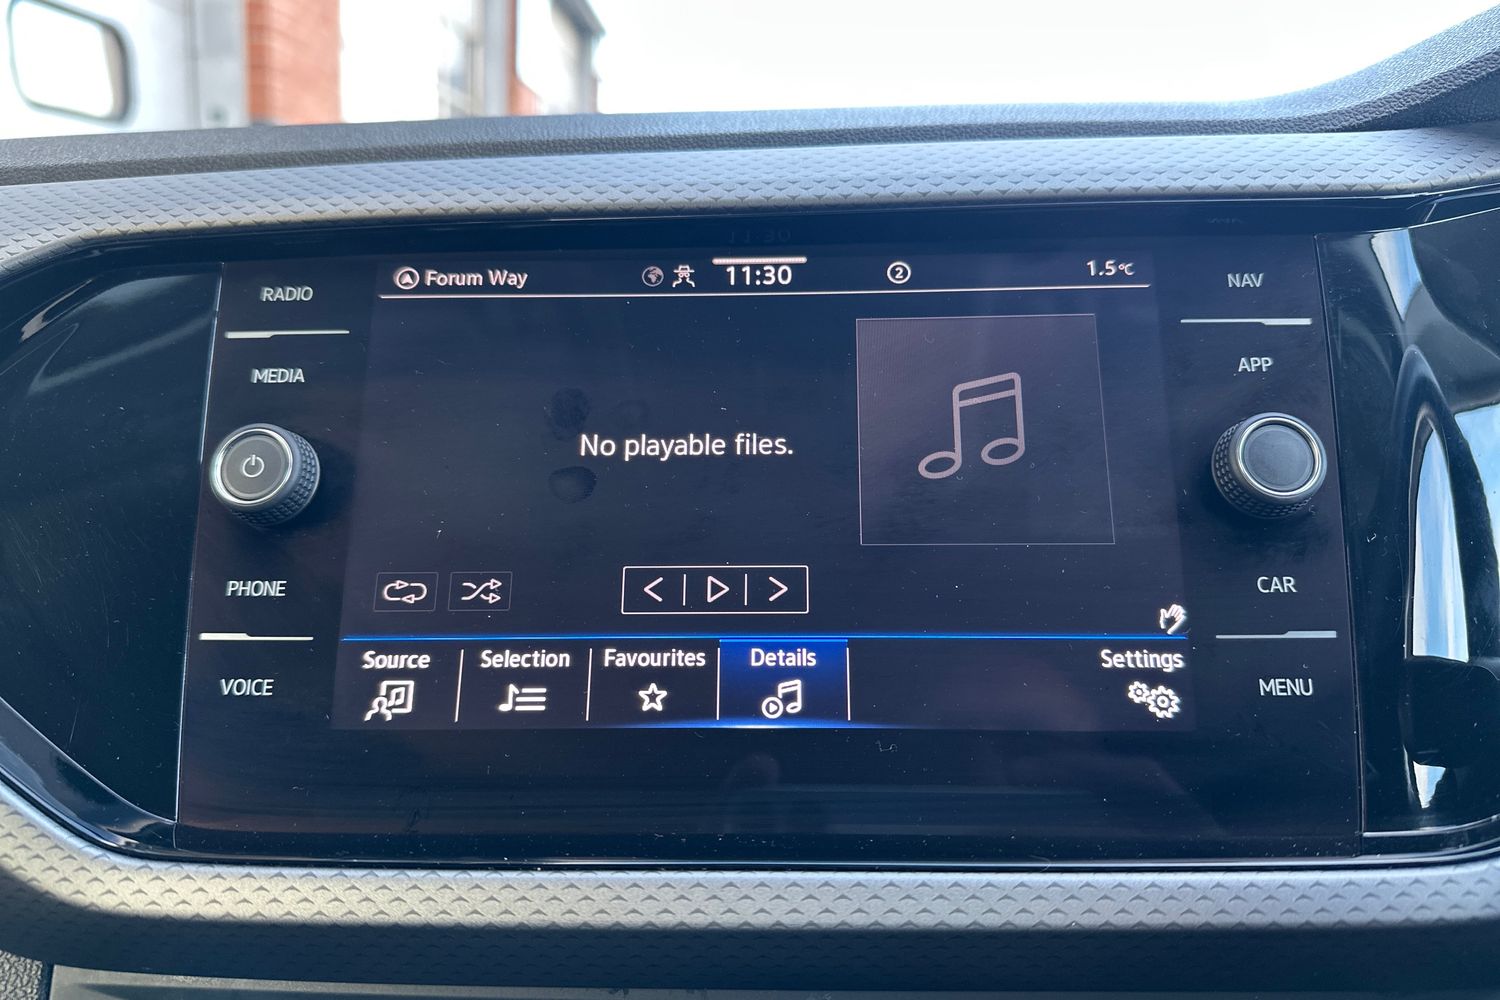 Forum Way
11:30
2
1.5°C
RADIO
MEDIA
PHONE
VOICE
No playable files.
Source
Selection
Favourites
Details
Settings
NAV
APP
CAR
MENU